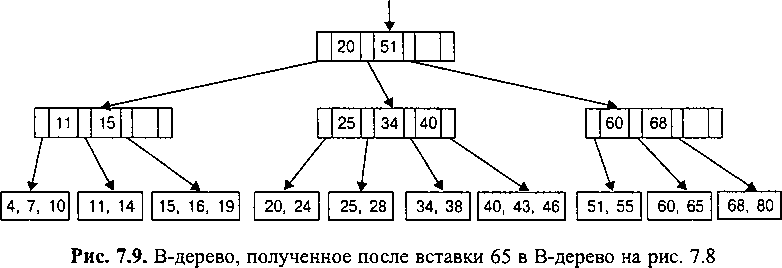 20 51
11 15 25 34 40 60 68
4, 7, 10 11, 14 15, 16, 19 20, 24 25, 28 34, 38 40, 43, 46 51, 55 60, 65 68, 80
Рис. 7.9. В-дерево, полученное после вставки 65 в В-дерево на рис. 7.8